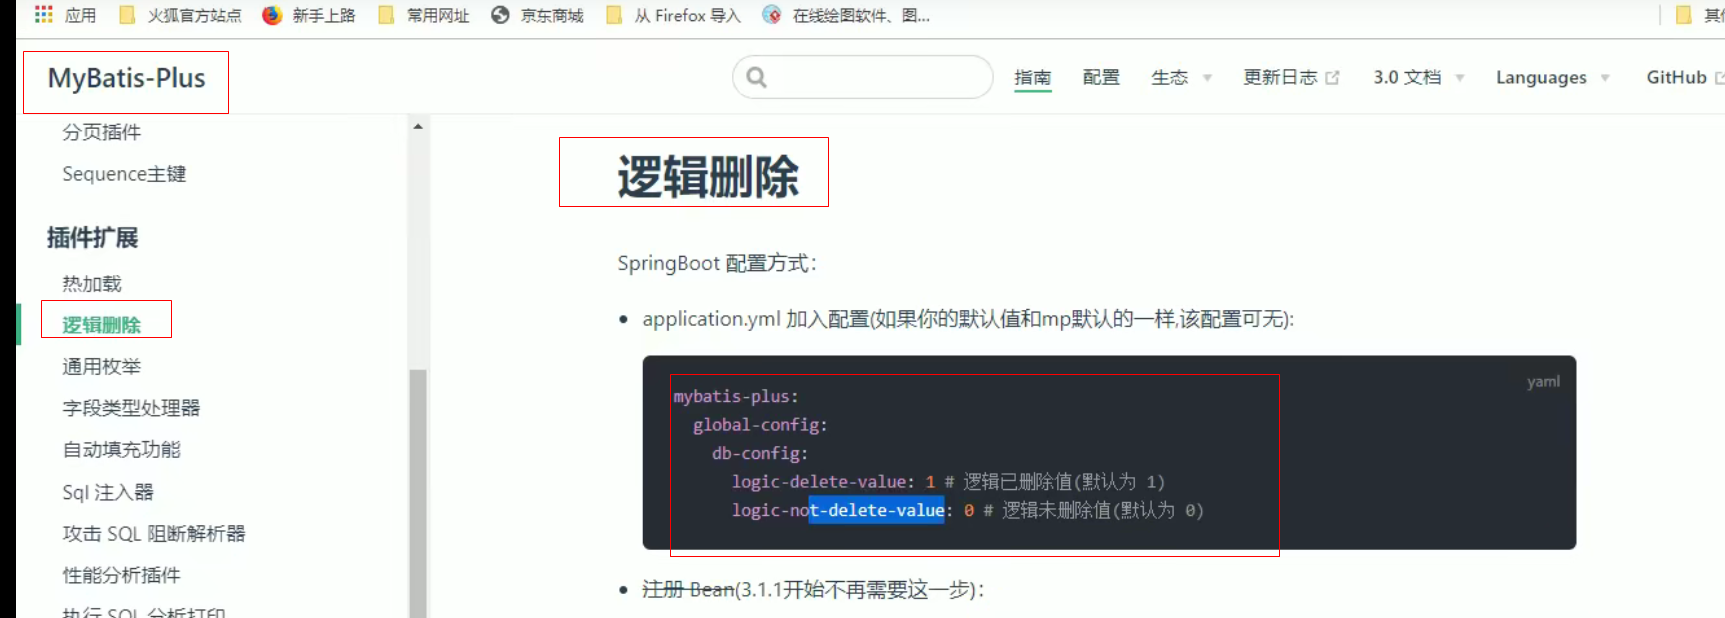 应用 火狐官方站点 新手上路 常用网址 京东商城 从 Firefox 导入 在线绘图软件、图...
MyBatis-Plus
指南 配置 生态 更新日志 3.0 文档 Languages GitHub
分页插件
Sequence主键
插件扩展
热加载
逻辑删除
通用枚举
字段类型处理器
自动填充功能
Sql 注入器
攻击 SQL 阻断解析器
性能分析插件
执行 SQL 分析打印
逻辑删除
SpringBoot 配置方式：
• application.yml 加入配置(如果你的默认值和mp默认的一样,该配置可无):
yaml
mybatis-plus:
  global-config:
    db-config:
      logic-delete-value: 1 # 逻辑已删除值(默认为 1)
      logic-not-delete-value: 0 # 逻辑未删除值(默认为 0)
• 注册 Bean(3.1.1开始不再需要这一步)：